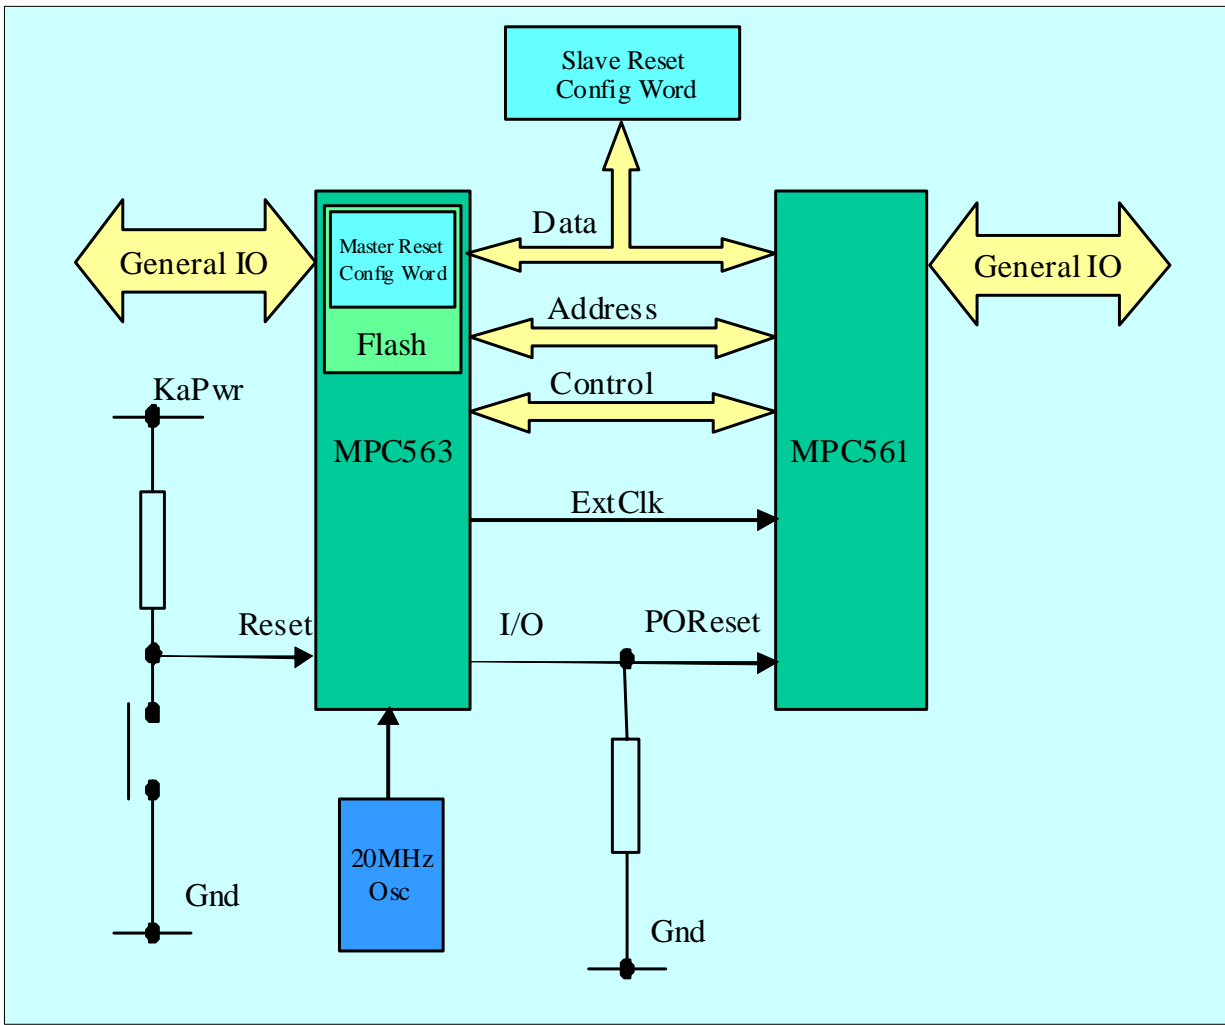 Slave Reset
Config Word
Data
General IO
Master Reset
Config Word
General IO
Address
Flash
KaPwr
Control
MPC563
MPC561
ExtClk
Reset
I/O
POReset
20MHz
Osc
Gnd
Gnd